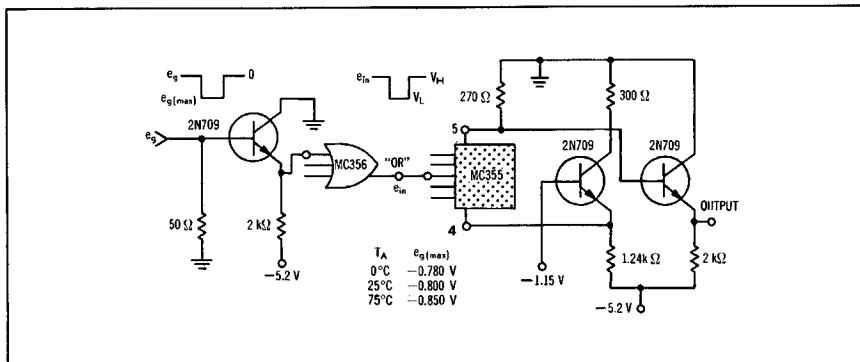 e_g 0
e_g(max)
e_g
2N709
50 Ω
2 kΩ
−5.2 V
MC356
"OR"
e_in
e_in V_H
V_L
270 Ω
300 Ω
5
MC355
4
2N709
2N709
OUTPUT
1.24k Ω
2 kΩ
−1.15 V
−5.2 V
T_A e_g(max)
0°C −0.780 V
25°C −0.800 V
75°C −0.850 V